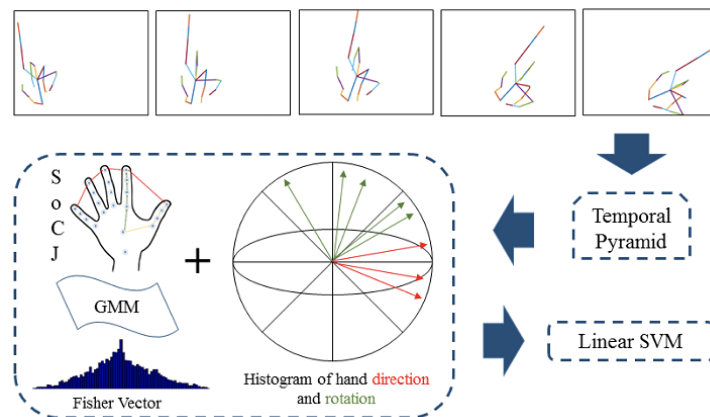 S
o
C
J
+
GMM
Fisher Vector
Histogram of hand direction
and rotation
Temporal
Pyramid
Linear SVM